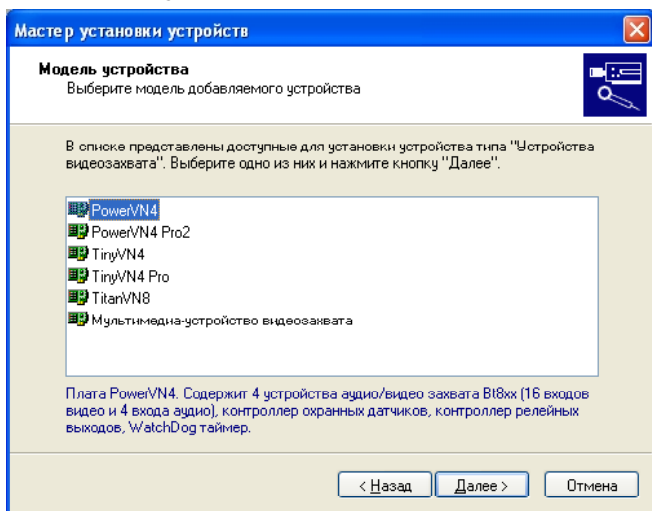 Мастер установки устройств
Модель устройства
Выберите модель добавляемого устройства
В списке представлены доступные для установки устройства типа "Устройства
видеозахвата". Выберите одно из них и нажмите кнопку "Далее".
PowerVN4
PowerVN4 Pro2
TinyVN4
TinyVN4 Pro
TitanVN8
Мультимедиа-устройство видеозахвата
Плата PowerVN4. Содержит 4 устройства аудио/видео захвата Bt8xx (16 входов
видео и 4 входа аудио), контроллер охранных датчиков, контроллер релейных
выходов, WatchDog таймер.
< Назад Далее > Отмена